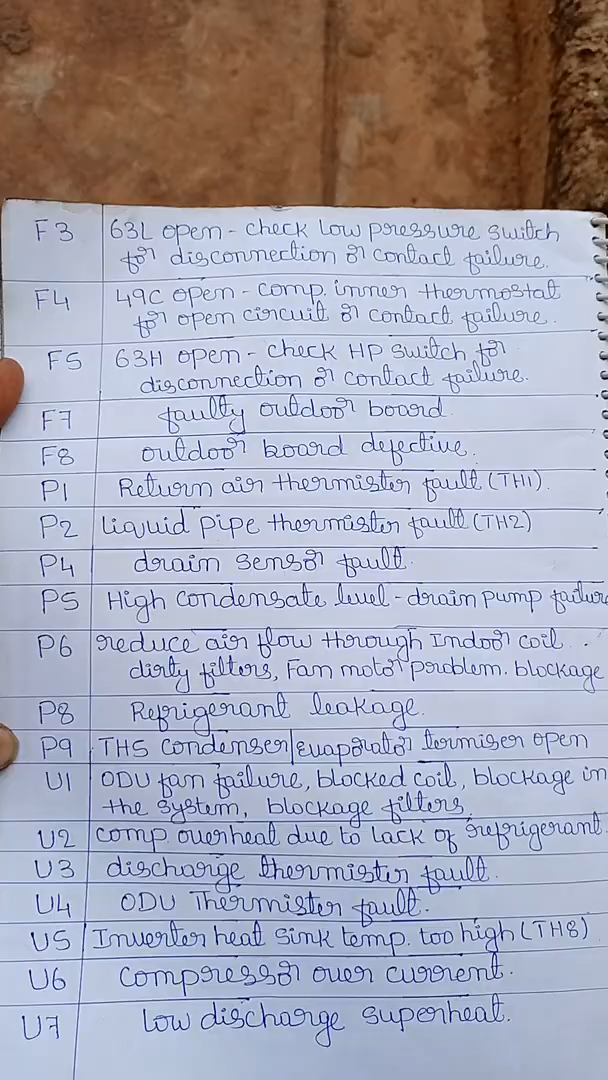 F3 63L open - check low pressure switch
for disconnection or contact failure.
F4 49C open - comp. inner thermostat
for open circuit or contact failure.
F5 63H open - check HP switch for
disconnection or contact failure.
F7 faulty outdoor board
F8 outdoor board defective.
P1 Return air thermister fault (TH1).
P2 liquid pipe thermister fault (TH2)
P4 drain sensor fault.
P5 High condensate level - drain pump failure
P6 reduce air flow through Indoor coil
dirty filters, Fan motor problem. blockage
P8 Refrigerant leakage.
P9 TH5 condenser/Evaporator termiser open
U1 ODU fan failure, blocked coil, blockage in
the system, blockage filters,
U2 comp. overheat due to lack of refrigerant.
U3 discharge thermister fault.
U4 ODU Thermister fault.
U5 Inverter heat sink temp. too high (TH8)
U6 Compressor over current.
U7 low discharge superheat.